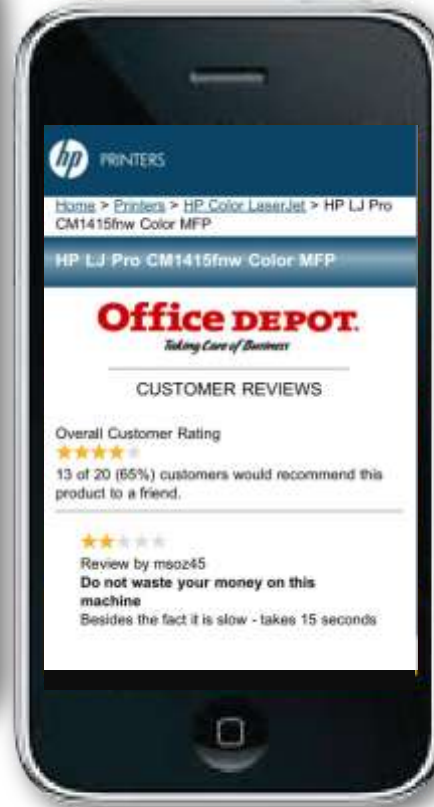 hp PRINTERS
Home > Printers > HP Color LaserJet > HP LJ Pro
CM1415fnw Color MFP
HP LJ Pro CM1415fnw Color MFP
Office DEPOT.
Taking Care of Business
CUSTOMER REVIEWS
Overall Customer Rating
13 of 20 (65%) customers would recommend this
product to a friend.
Review by msoz45
Do not waste your money on this
machine
Besides the fact it is slow - takes 15 seconds